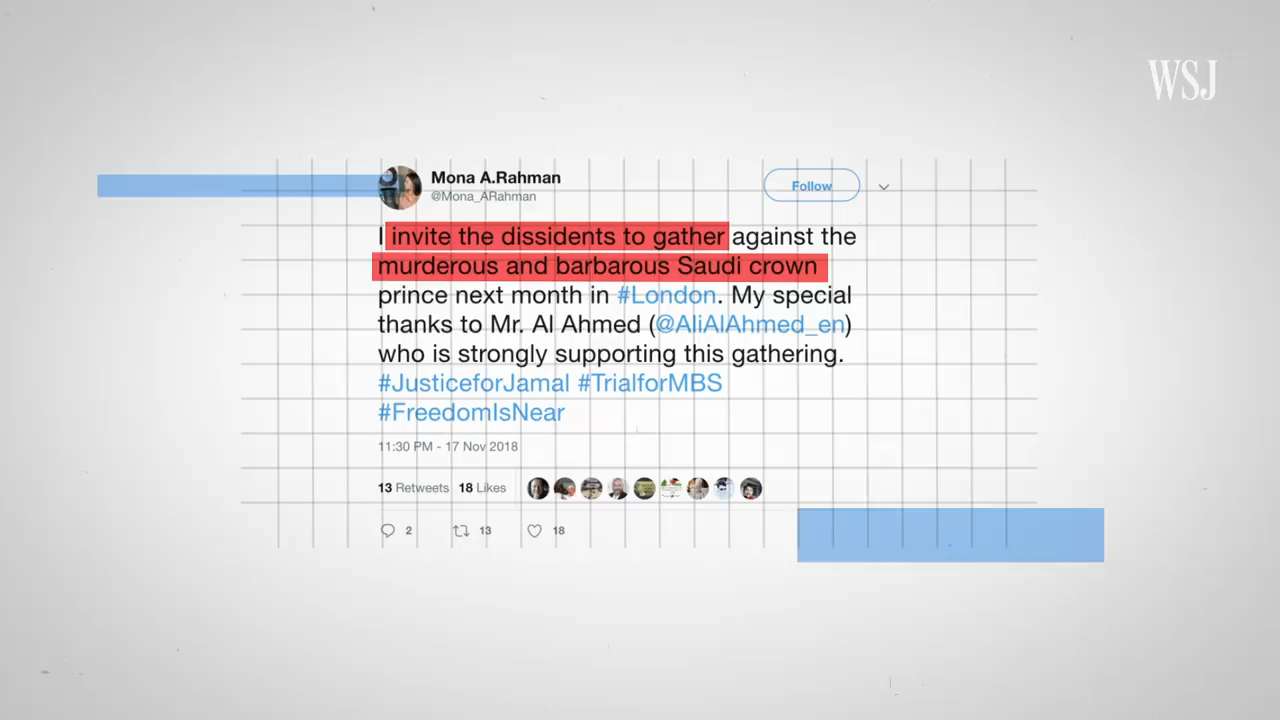 WSJ
Mona A.Rahman
@Mona_ARahman
Follow
I invite the dissidents to gather against the
murderous and barbarous Saudi crown
prince next month in #London. My special
thanks to Mr. Al Ahmed (@AliAlAhmed_en)
who is strongly supporting this gathering.
#JusticeforJamal #TrialforMBS
#FreedomIsNear
11:30 PM - 17 Nov 2018
13 Retweets 18 Likes
2 13 18